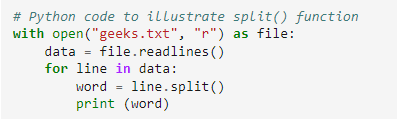 # Python code to illustrate split() function
with open("geeks.txt", "r") as file:
    data = file.readlines()
    for line in data:
        word = line.split()
        print (word)